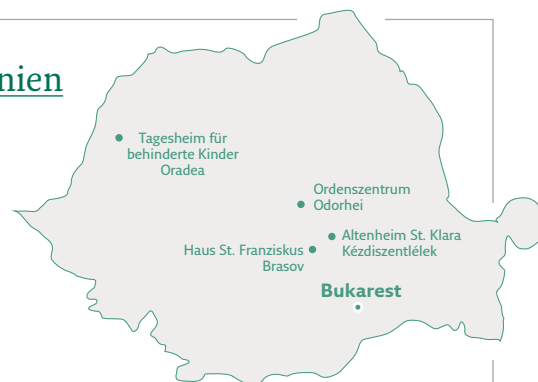 nien
Tagesheim für
behinderte Kinder
Oradea
Ordenszentrum
Odorhei
Altenheim St. Klara
Kézdiszentlélek
Haus St. Franziskus
Brasov
Bukarest